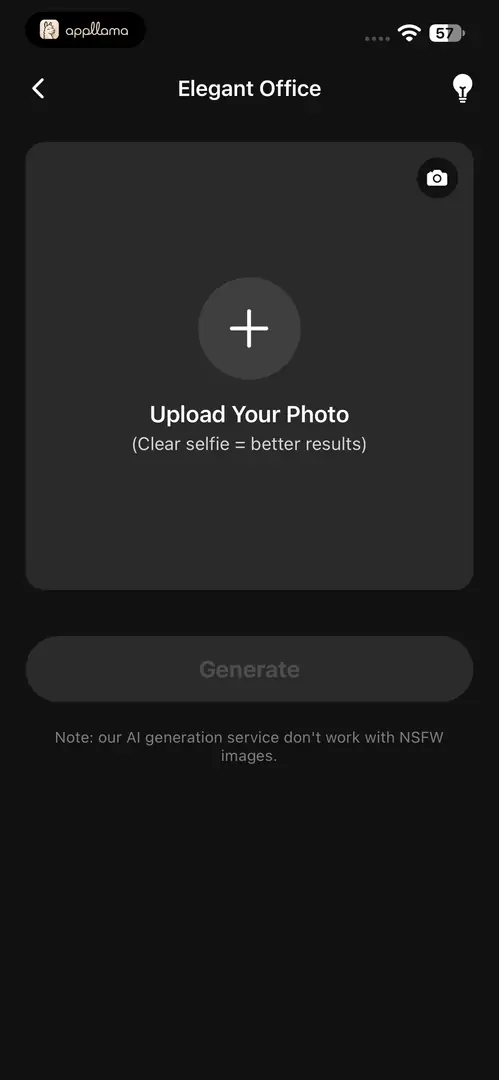 appllama
57
Elegant Office
Upload Your Photo
(Clear selfie = better results)
Generate
Note: our AI generation service don't work with NSFW
images.